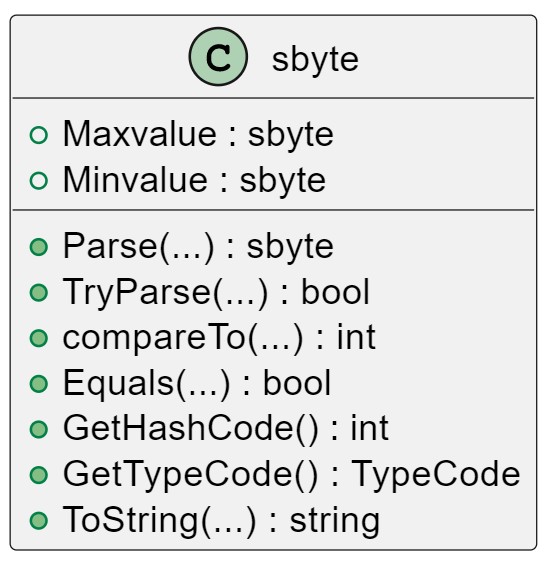 C sbyte
Maxvalue : sbyte
Minvalue : sbyte
Parse(...) : sbyte
TryParse(...) : bool
compareTo(...) : int
Equals(...) : bool
GetHashCode() : int
GetTypeCode() : TypeCode
ToString(...) : string